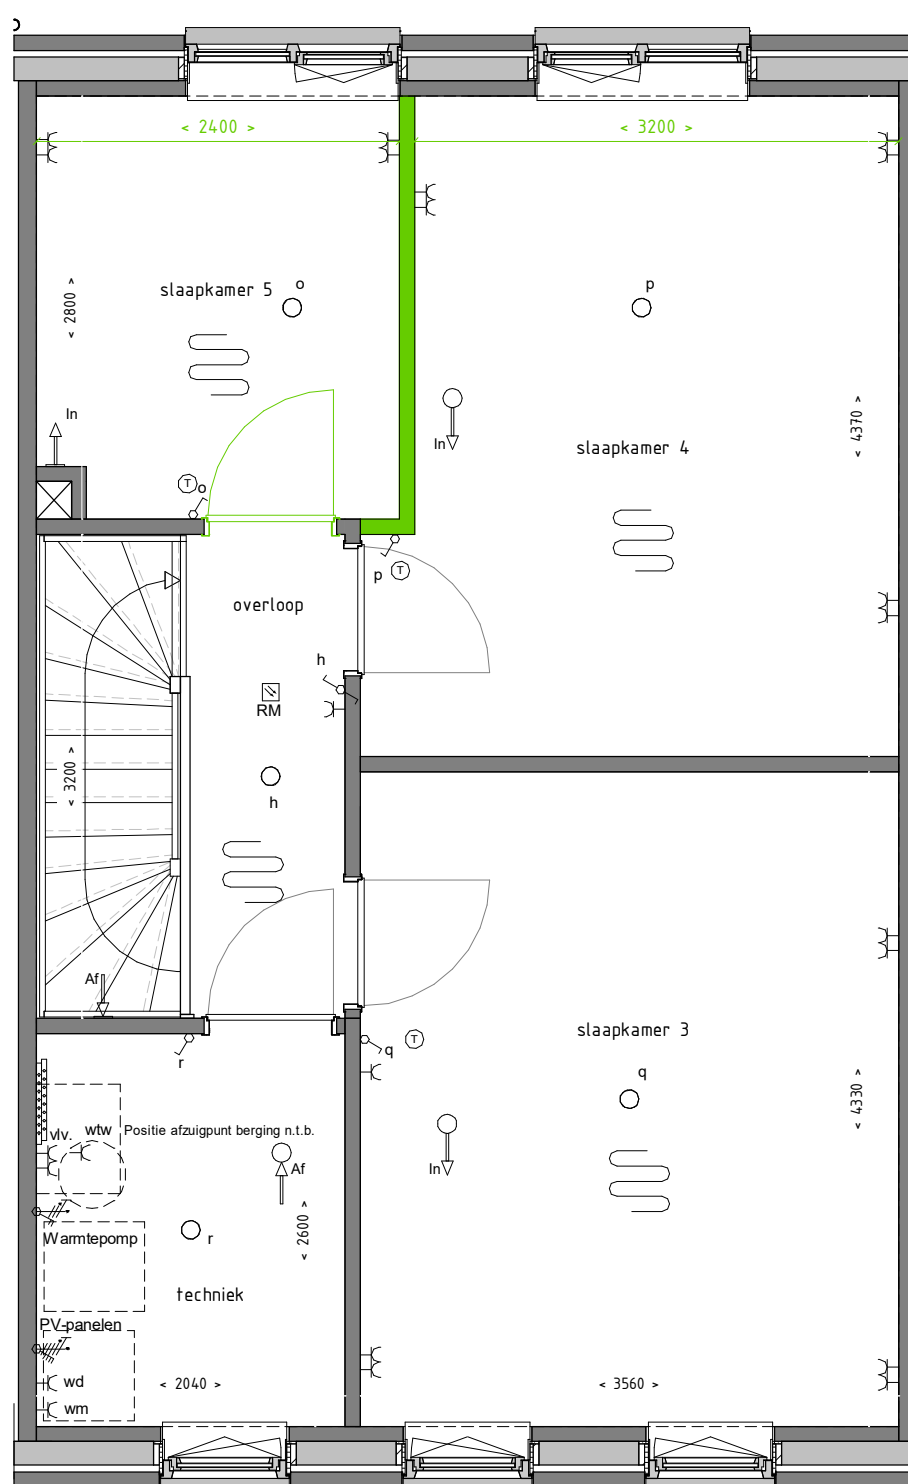 < 2400 >
< 3200 >
slaapkamer 5
o
p
< 2800 >
In
In
< 4370 >
slaapkamer 4
T
o
p
T
overloop
h
RM
< 3200 >
h
Af
slaapkamer 3
q
T
r
q
< 4330 >
vlv.
wtw
Positie afzuigpunt berging n.t.b.
Af
In
< 2600 >
Warmtepomp
r
techniek
PV-panelen
wd
< 2040 >
< 3560 >
wm